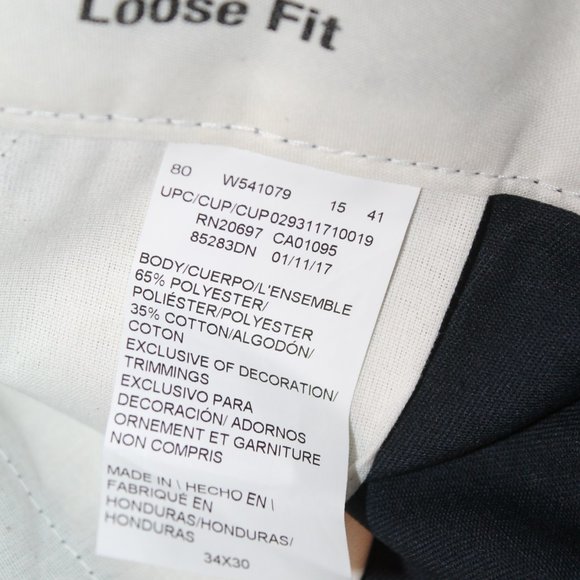 Loose Fit
80 W541079 15 41
UPC/CUP/CUP029311710019
RN20697 CA01095
85283DN 01/11/17
BODY/CUERPO/L'ENSEMBLE
65% POLYESTER/
POLIÉSTER/POLYESTER
35% COTTON/ALGODÓN/
COTON
EXCLUSIVE OF DECORATION/
TRIMMINGS
EXCLUSIVO PARA
DECORACIÓN/ ADORNOS
ORNEMENT ET GARNITURE
NON COMPRIS
MADE IN \ HECHO EN \
FABRIQUÉ EN
HONDURAS/HONDURAS/
HONDURAS
34X30